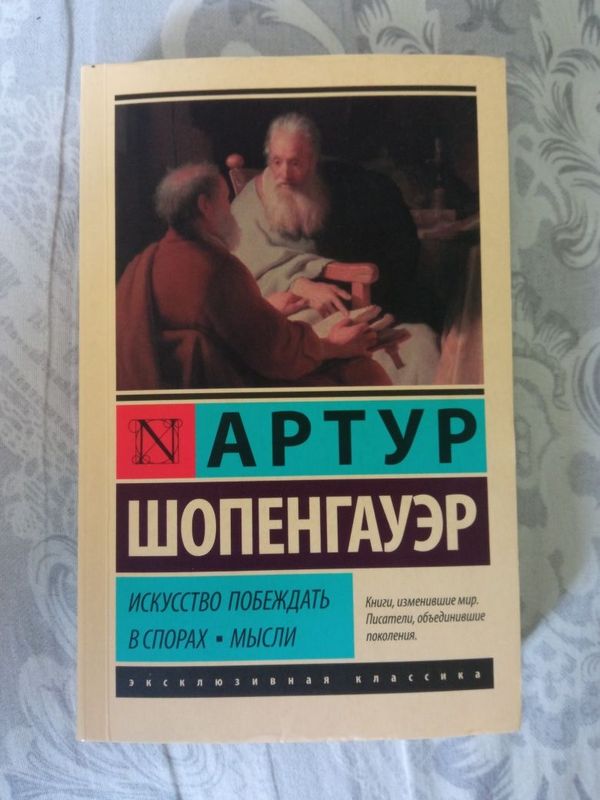 N АРТУР
ШОПЕНГАУЭР
ИСКУССТВО ПОБЕЖДАТЬ
В СПОРАХ ▪ МЫСЛИ
Книги, изменившие мир.
Писатели, объединившие
поколения.
эксклюзивная классика